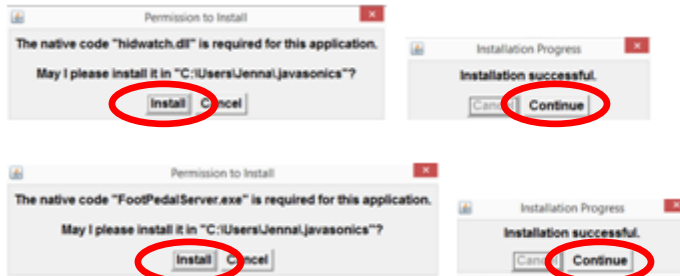 Permission to Install
The native code "hidwatch.dll" is required for this application.
May I please install it in "C:\Users\Jenna\.javasonics"?
Install Cancel
Installation Progress
Installation successful.
Cancel Continue
Permission to Install
The native code "FootPedalServer.exe" is required for this application.
May I please install it in "C:\Users\Jenna\.javasonics"?
Install Cancel
Installation Progress
Installation successful.
Cancel Continue